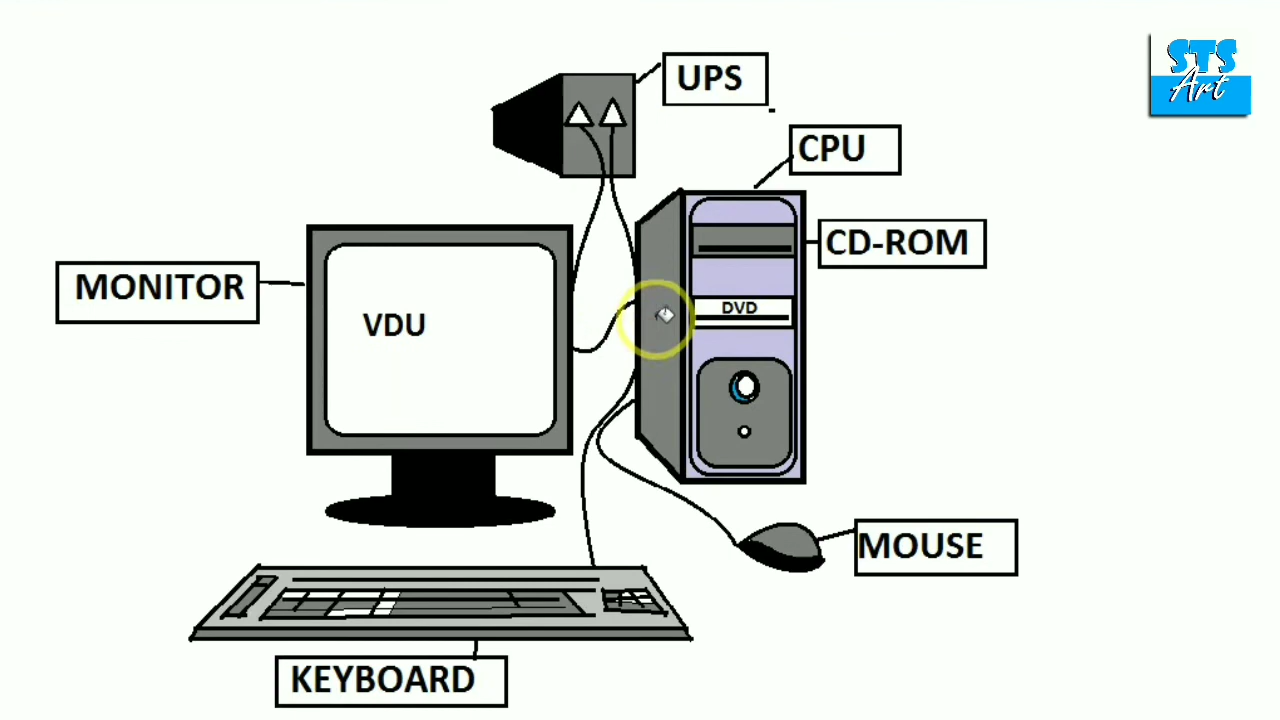 STS
Art
UPS
CPU
CD-ROM
MONITOR
DVD
VDU
MOUSE
KEYBOARD